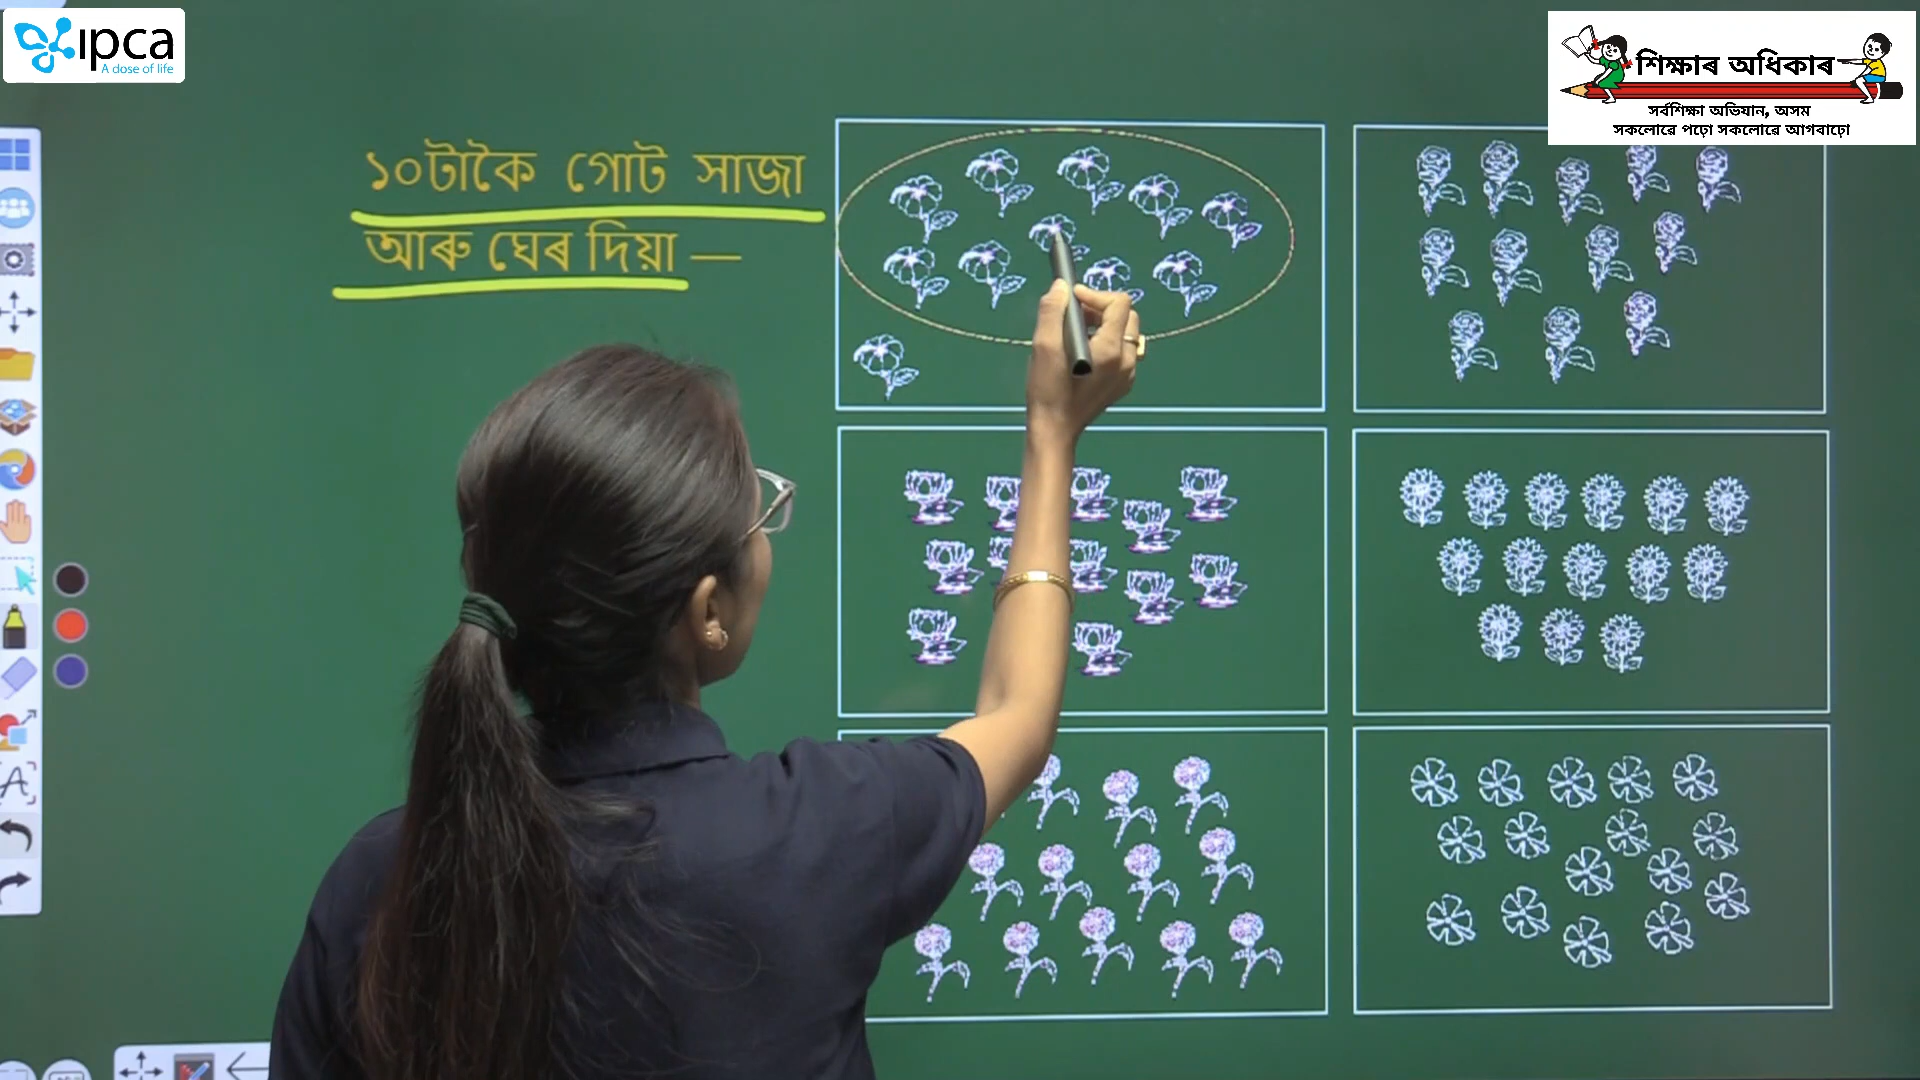 ipca
A dose of life
শিক্ষাৰ অধিকাৰ
সৰ্বশিক্ষা অভিযান, অসম
সকলোৱে পঢ়ো সকলোৱে আগবাঢ়ো
১০টাকৈ গোট সাজা
আৰু ঘেৰ দিয়া —